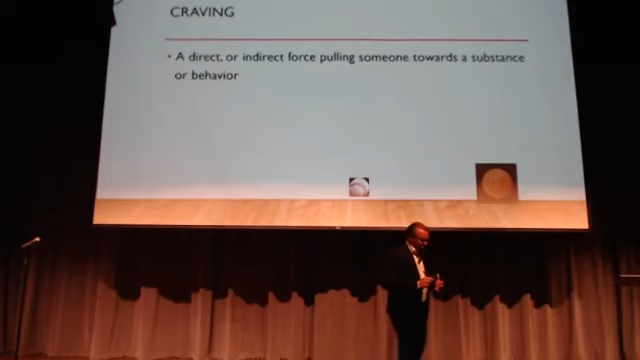 CRAVING
• A direct, or indirect force pulling someone towards a substance
or behavior